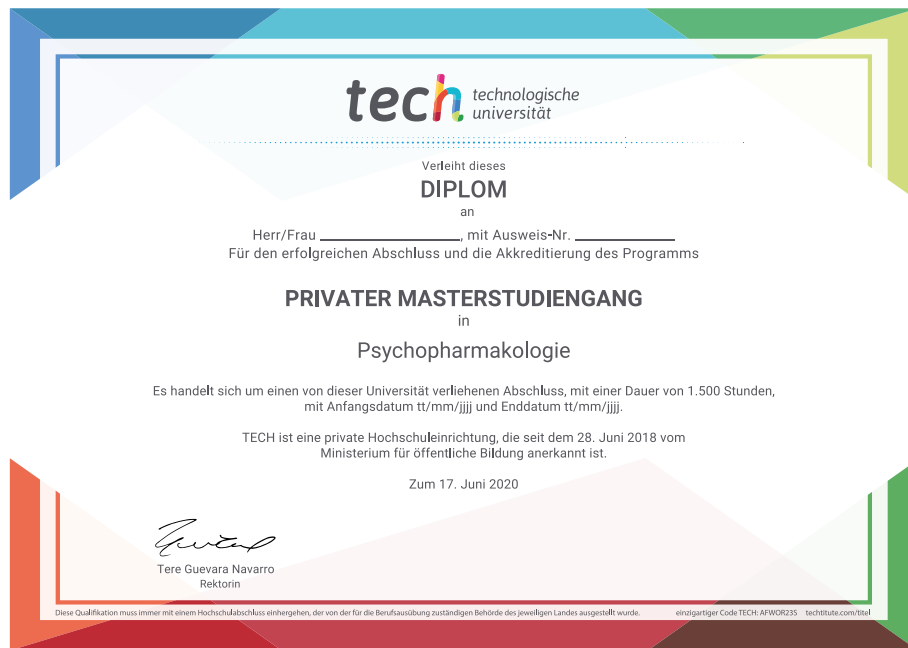 tech technologische
universität
Verleiht dieses
DIPLOM
an
Herr/Frau ______________, mit Ausweis-Nr. ______________
Für den erfolgreichen Abschluss und die Akkreditierung des Programms
PRIVATER MASTERSTUDIENGANG
in
Psychopharmakologie
Es handelt sich um einen von dieser Universität verliehenen Abschluss, mit einer Dauer von 1.500 Stunden,
mit Anfangsdatum tt/mm/jjjj und Enddatum tt/mm/jjjj.
TECH ist eine private Hochschuleinrichtung, die seit dem 28. Juni 2018 vom
Ministerium für öffentliche Bildung anerkannt ist.
Zum 17. Juni 2020
Tere Guevara Navarro
Rektorin
Diese Qualifikation muss immer mit einem Hochschulabschluss einhergehen, der von der für die Berufsausübung zuständigen Behörde des jeweiligen Landes ausgestellt wurde. einzigartiger Code TECH: AFWOR23S techtitute.com/titel